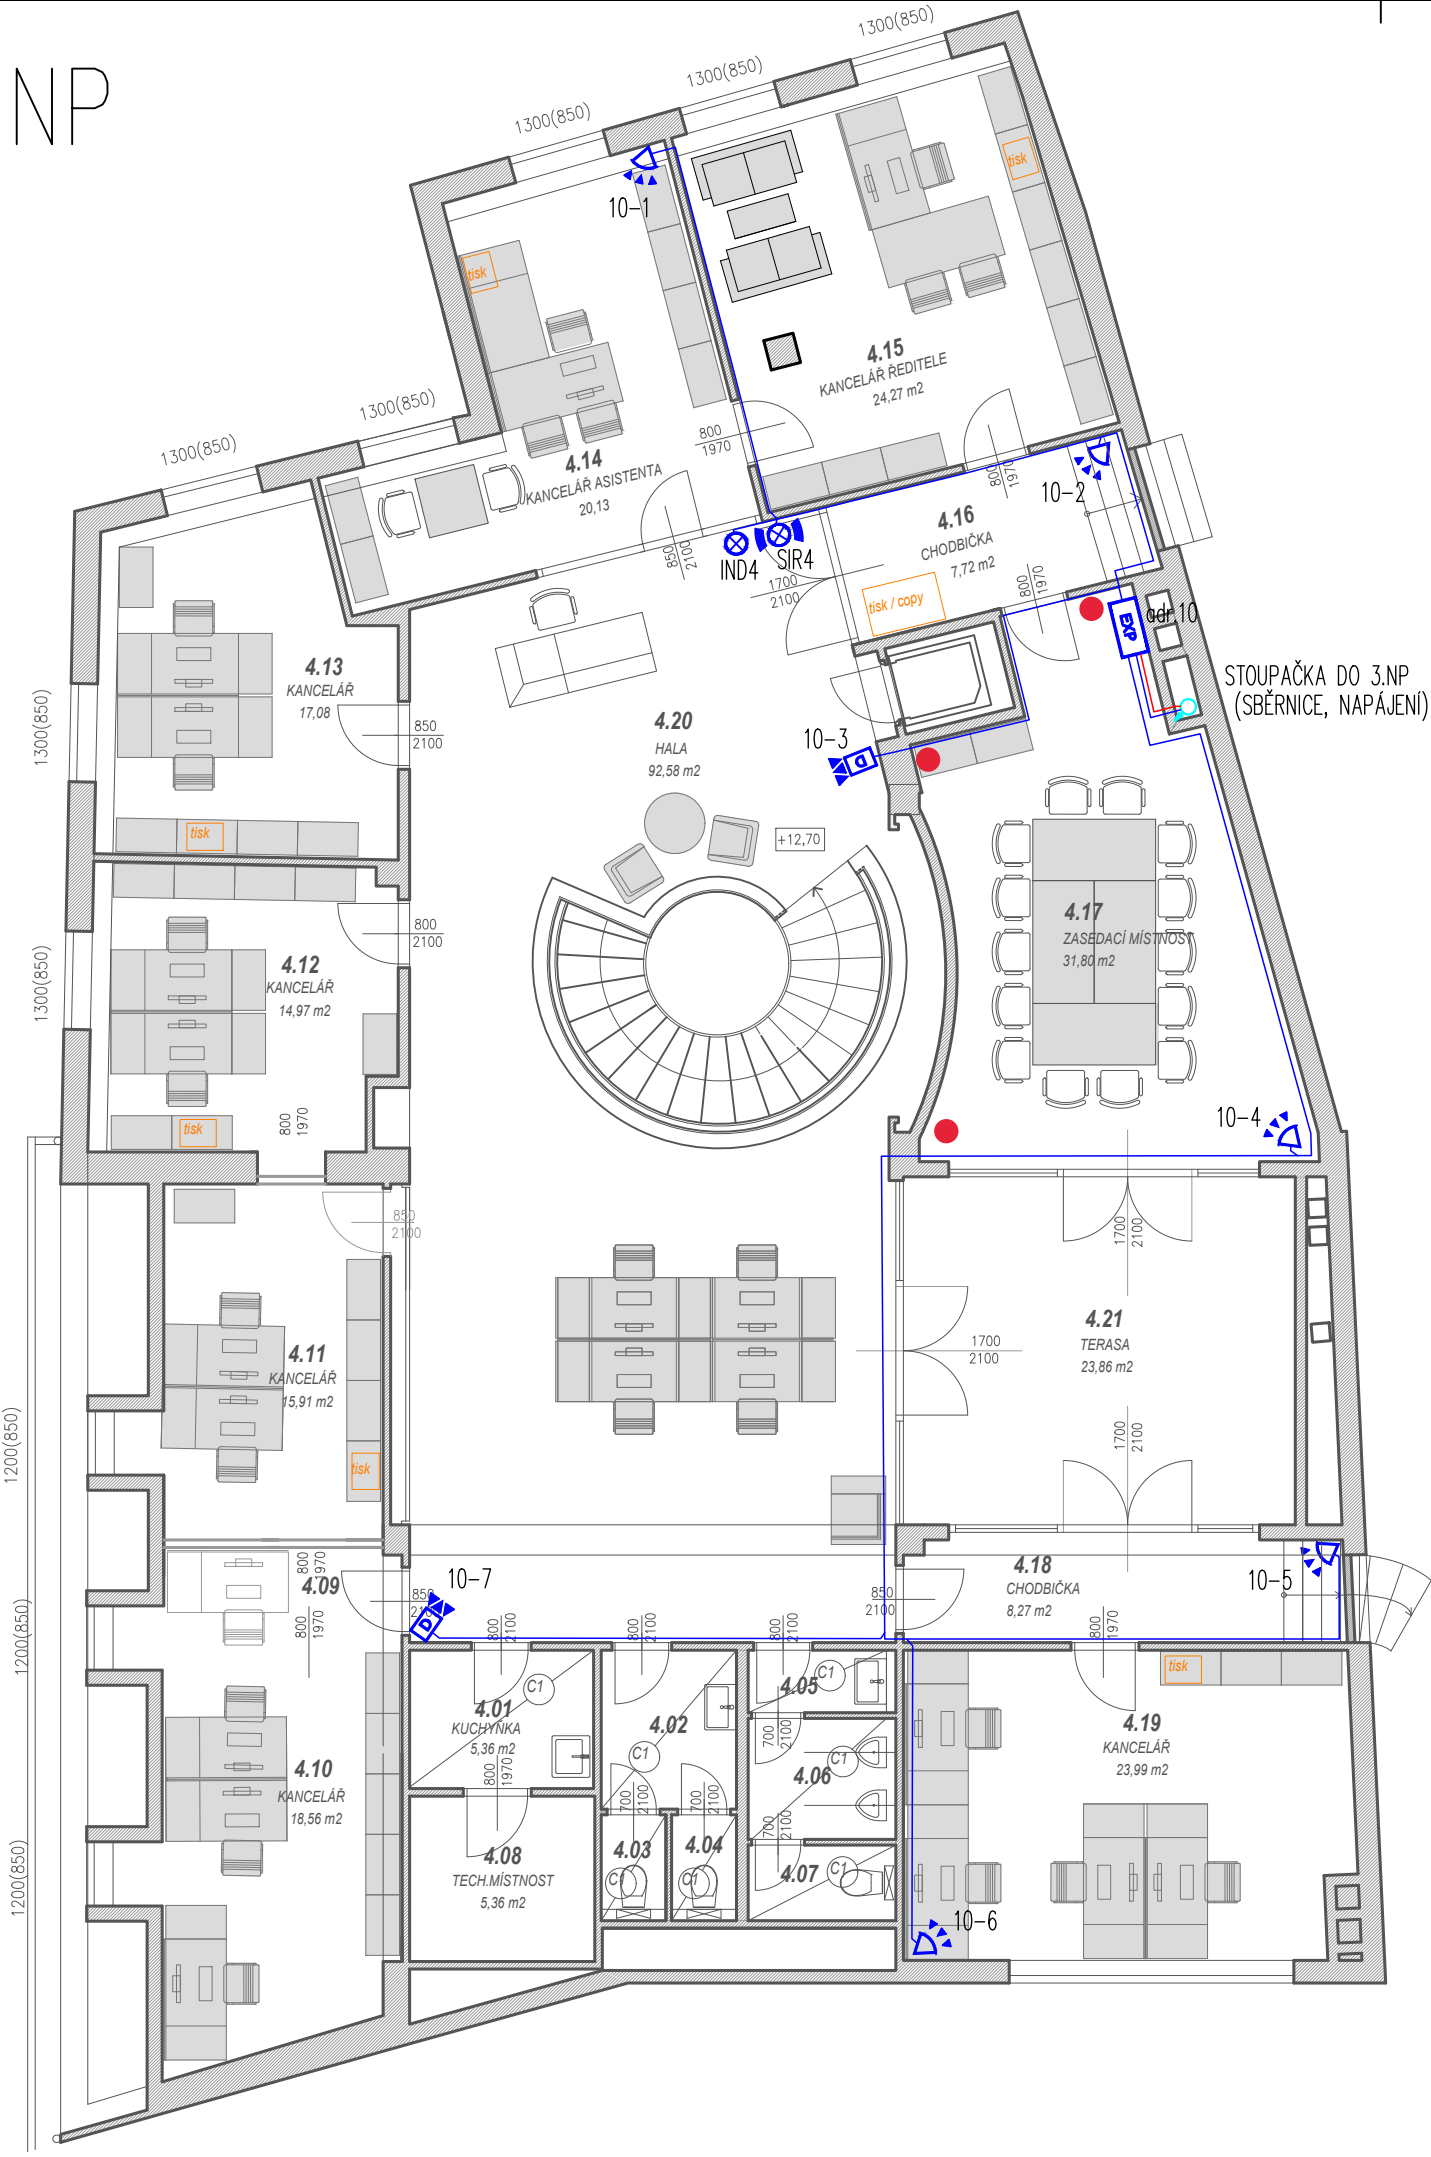 NP
1300(850)
1300(850)
1300(850)
1300(850)
1300(850)
10-1
tisk
tisk
4.15
KANCELÁŘ ŘEDITELE
24,27 m2
800
1970
4.14
KANCELÁŘ ASISTENTA
20,13
850
2100
800
1970
10-2
4.16
CHODBIČKA
7,72 m2
IND4
SIR4
1700
2100
800
1970
tisk / copy
EXP
adr.10
STOUPAČKA DO 3.NP
(SBĚRNICE, NAPÁJENÍ)
4.13
KANCELÁŘ
17,08
1300(850)
850
2100
4.20
HALA
92,58 m2
10-3
D
tisk
+12,70
4.17
ZASEDACÍ MÍSTNOST
31,80 m2
800
2100
4.12
KANCELÁŘ
14,97 m2
1300(850)
tisk
800
1970
10-4
850
2100
1700
2100
4.21
TERASA
23,86 m2
1700
2100
4.11
KANCELÁŘ
15,91 m2
1200(850)
tisk
1700
2100
800
1970
4.09
800
1970
10-7
850
2100
D
850
2100
4.18
CHODBIČKA
8,27 m2
10-5
1200(850)
800
2100
800
2100
800
2100
800
1970
4.01
KUCHYŇKA
5,36 m2
C1
4.02
C1
4.05
C1
700
2100
tisk
4.19
KANCELÁŘ
23,99 m2
4.06
C1
4.10
KANCELÁŘ
18,56 m2
800
1970
700
2100
700
2100
700
2100
4.08
TECH.MÍSTNOST
5,36 m2
4.03
C1
4.04
C1
4.07
C1
1200(850)
10-6